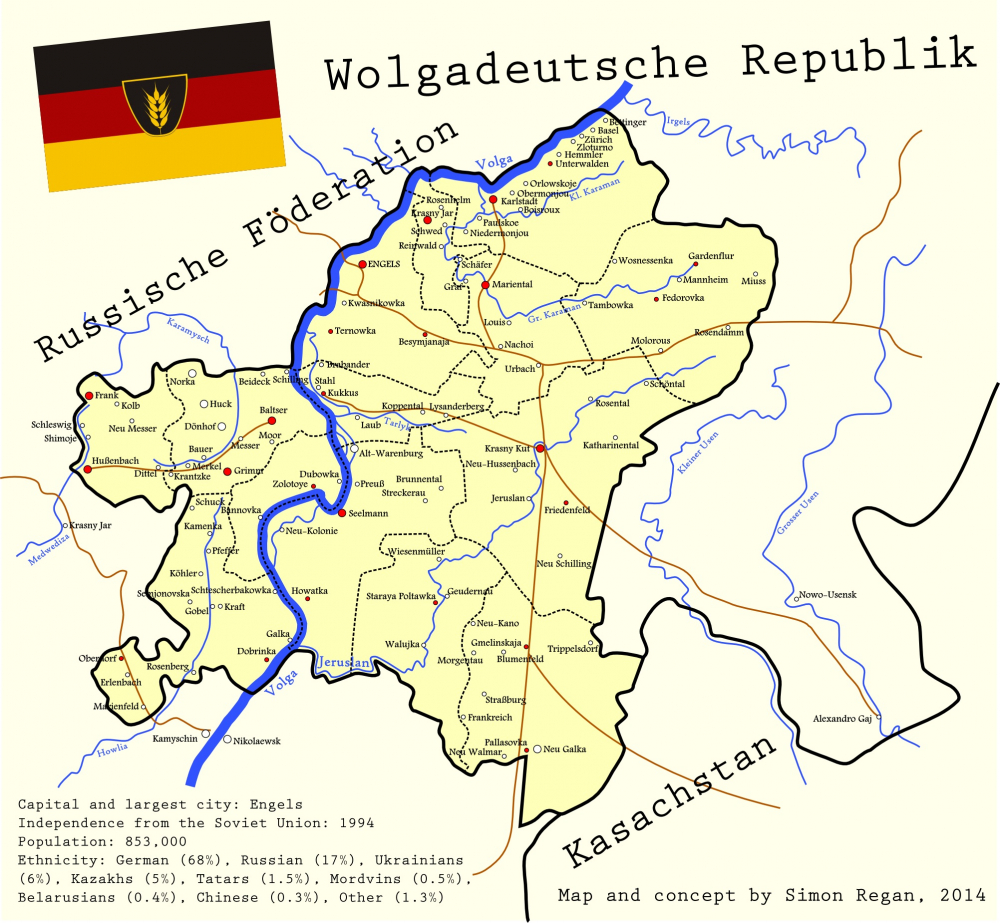 Wolgadeutsche Republik
Russische Föderation
Irgels
Bettinger
Basel
Zürich
Zloturno
Hemmler
Unterwalden
Volga
Orlowskoje
Kl. Karaman
Obermonjou
Rosenheim
Karlstadt
Boisroux
Krasny Jar
Paulskoe
Schwed
Niedermonjou
Reinwald
Wosnessenka
Gardenflur
ENGELS
Schäfer
Mannheim
Miuss
Graf
Mariental
Kwasnikowka
Gr. Karaman
Tambowka
Fedorovka
Karamysch
Louis
Ternowka
Rosendamm
Besymjanaja
Nachoi
Molorous
Brabander
Urbach
Norka
Beideck
Schilling
Stahl
Schöntal
Frank
Kukkus
Kolb
Huck
Koppental
Lysanderberg
Rosental
Baltser
Schleswig
Neu Messer
Dönhof
Laub
Tarlyk
Shimoje
Moor
Messer
Katharinental
Kleiner Usen
Bauer
Alt-Warenburg
Krasny Kut
Hußenbach
Merkel
Neu-Hussenbach
Dittel
Krantzke
Grimm
Dubowka
Brunnental
Zolotoye
Preuß
Streckerau
Jeruslan
Grosser Usen
Schuck
Bannovka
Seelmann
Friedenfeld
Krasny Jar
Kamenka
Neu-Kolonie
Medwediza
Pfeffer
Wiesenmüller
Neu Schilling
Köhler
Schtescherbakowka
Howatka
Geudernau
Semjonovska
Staraya Poltawka
Nowo-Usensk
Gobel
Kraft
Neu-Kano
Galka
Walujka
Gmelinskaja
Trippelsdorf
Dobrinka
Oberdorf
Morgentau
Blumenfeld
Jeruslan
Rosenberg
Erlenbach
Volga
Straßburg
Marienfeld
Frankreich
Alexandro Gaj
Kamyschin
Nikolaewsk
Howlia
Pallasovka
Neu Galka
Neu Walmar
Kasachstan
Capital and largest city: Engels
Independence from the Soviet Union: 1994
Population: 853,000
Ethnicity: German (68%), Russian (17%), Ukrainians
(6%), Kazakhs (5%), Tatars (1.5%), Mordvins (0.5%),
Belarusians (0.4%), Chinese (0.3%), Other (1.3%)
Map and concept by Simon Regan, 2014